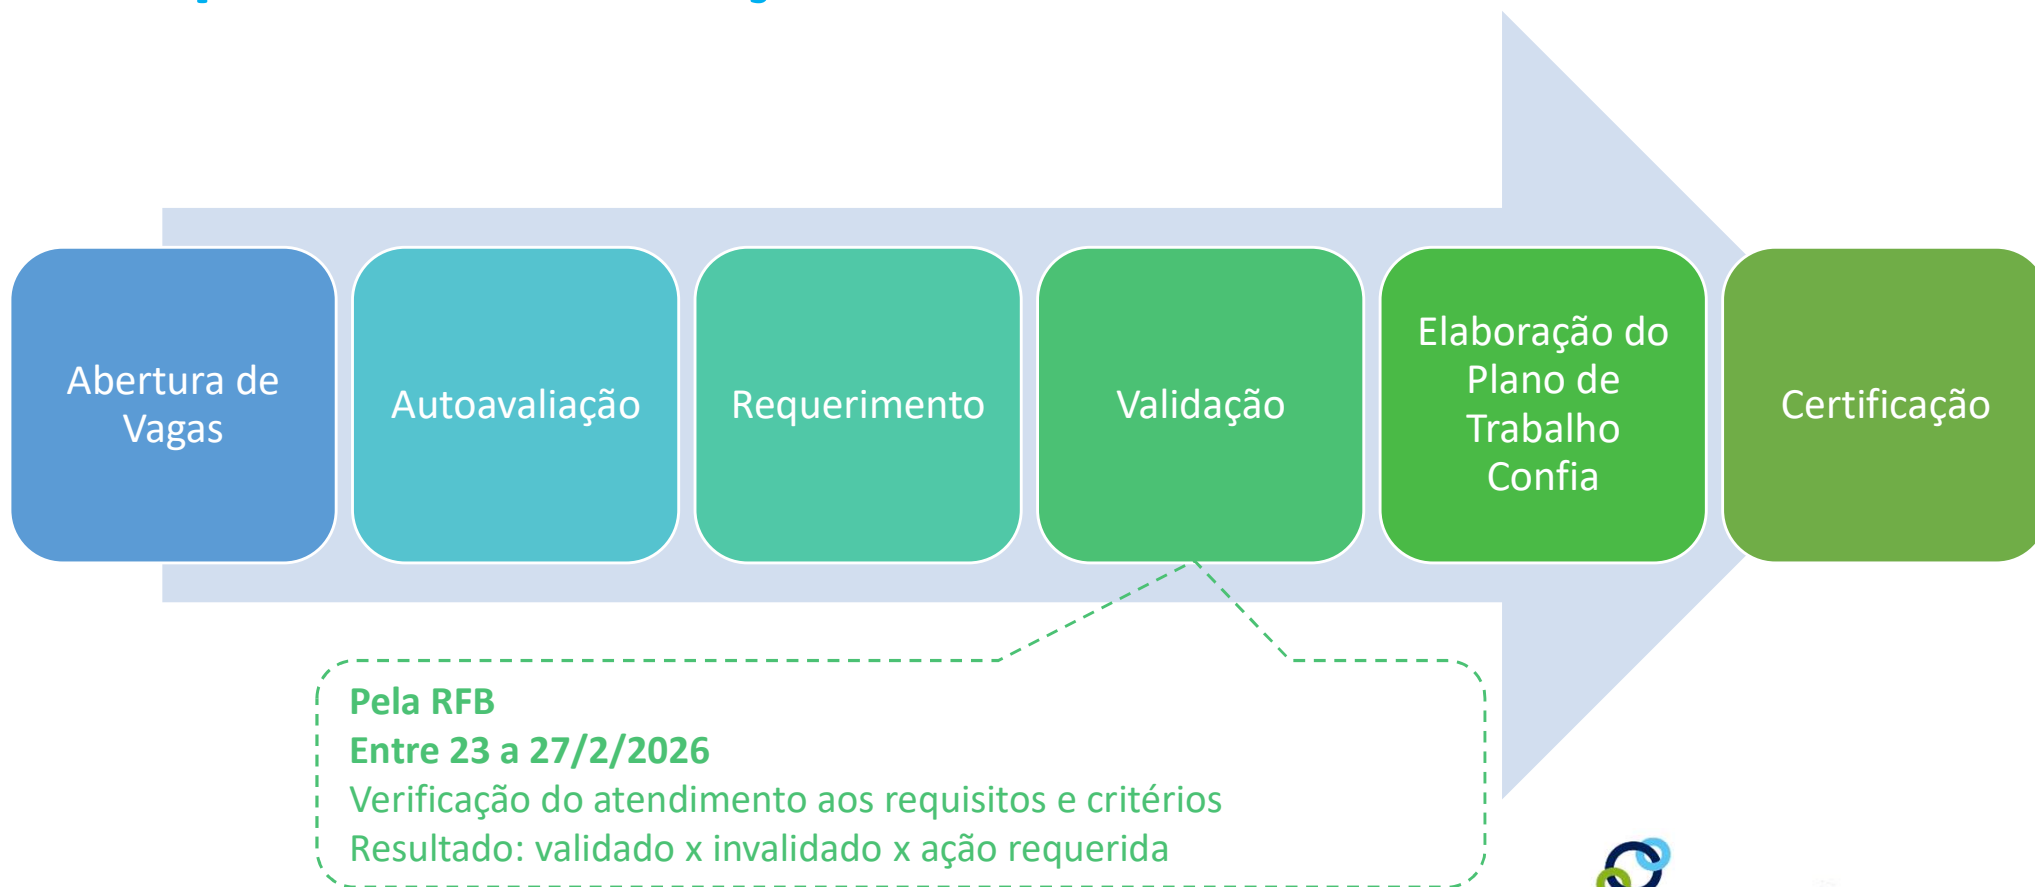 Abertura de
Vagas
Autoavaliação
Requerimento
Validação
Elaboração do
Plano de
Trabalho
Confia
Certificação
Pela RFB
Entre 23 a 27/2/2026
Verificação do atendimento aos requisitos e critérios
Resultado: validado x invalidado x ação requerida